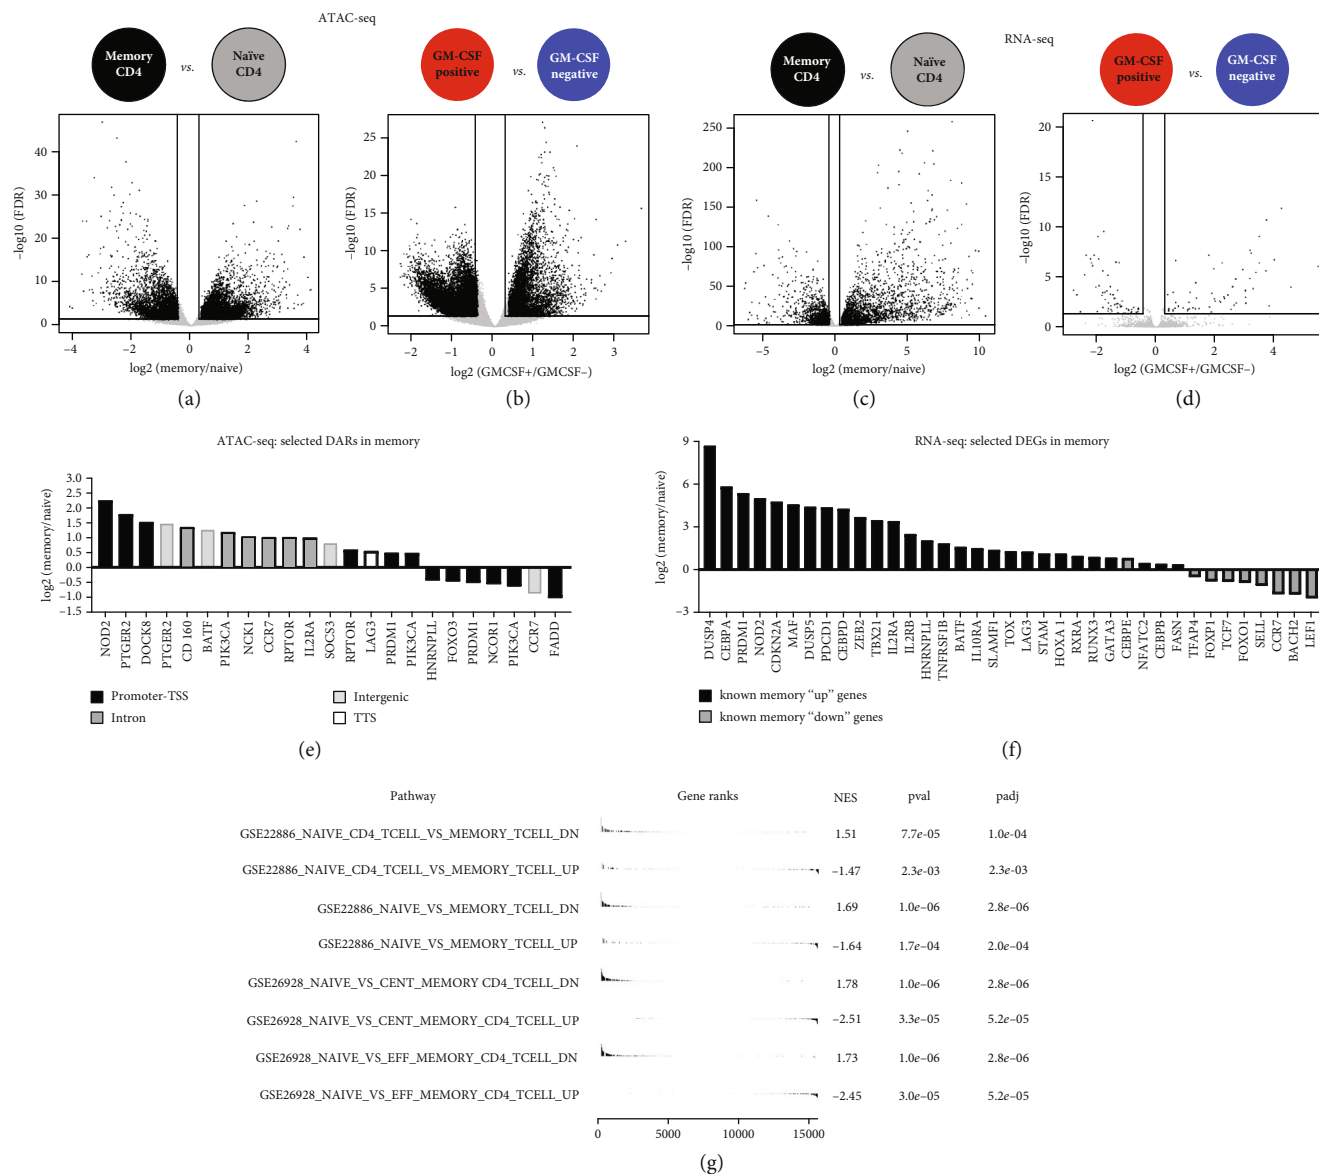 ATAC-seq
RNA-seq
Memory CD4
vs.
Naïve CD4
GM-CSF positive
vs.
GM-CSF negative
Memory CD4
vs.
Naïve CD4
GM-CSF positive
vs.
GM-CSF negative
−log10 (FDR)
40
30
20
10
0
−4 −2 0 2 4
log2 (memory/naive)
(a)
−log10 (FDR)
25
20
15
10
5
0
−2 −1 0 1 2 3
log2 (GMCSF+/GMCSF−)
(b)
−log10 (FDR)
250
200
150
100
50
0
−5 0 5 10
log2 (memory/naive)
(c)
−log10 (FDR)
20
15
10
5
0
−2 0 2 4
log2 (GMCSF+/GMCSF−)
(d)
ATAC-seq: selected DARs in memory
log2 (memory/naive)
3.0
2.5
2.0
1.5
1.0
0.5
0.0
−0.5
−1.0
−1.5
NOD2 PTGER2 DOCK8 PTGER2 CD 160 BATF PIK3CA NCK1 CCR7 RPTOR IL2RA SOCS3 RPTOR LAG3 PRDM1 PIK3CA HNRNPLL FOXO3 PRDM1 NCOR1 PIK3CA CCR7 FADD
Promoter-TSS
Intergenic
Intron
TTS
(e)
RNA-seq: selected DEGs in memory
log2 (memory/naive)
9
6
3
0
−3
DUSP4 CEBPA PRDM1 NOD2 CDKN2A MAF DUSP5 PDCD1 CEBPD ZEB2 TBX21 IL2RA IL2RB HNRNPLL TNFRSF1B BATF IL10RA SLAMF1 TOX LAG3 STAM HOXA 1 RXRA RUNX3 GATA3 CEBPE NFATC2 CEBPB FASN TFAP4 FOXP1 TCF7 FOXO1 SELL CCR7 BACH2 LEF1
known memory “up” genes
known memory “down” genes
(f)
Pathway Gene ranks NES pval padj
GSE22886_NAIVE_CD4_TCELL_VS_MEMORY_TCELL_DN 1.51 7.7e−05 1.0e−04
GSE22886_NAIVE_CD4_TCELL_VS_MEMORY_TCELL_UP −1.47 2.3e−03 2.3e−03
GSE22886_NAIVE_VS_MEMORY_TCELL_DN 1.69 1.0e−06 2.8e−06
GSE22886_NAIVE_VS_MEMORY_TCELL_UP −1.64 1.7e−04 2.0e−04
GSE26928_NAIVE_VS_CENT_MEMORY CD4_TCELL_DN 1.78 1.0e−06 2.8e−06
GSE26928_NAIVE_VS_CENT_MEMORY_CD4_TCELL_UP −2.51 3.3e−05 5.2e−05
GSE26928_NAIVE_VS_EFF_MEMORY_CD4_TCELL_DN 1.73 1.0e−06 2.8e−06
GSE26928_NAIVE_VS_EFF_MEMORY_CD4_TCELL_UP −2.45 3.0e−05 5.2e−05
0 5000 10000 15000
(g)